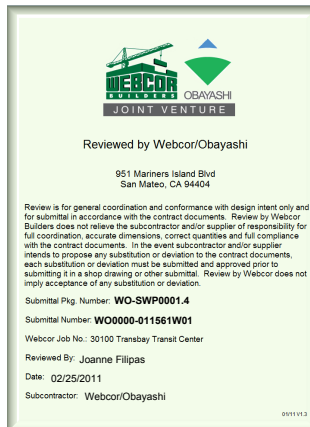 WEBCOR
BUILDERS
OBAYASHI
JOINT VENTURE
Reviewed by Webcor/Obayashi
951 Mariners Island Blvd
San Mateo, CA 94404
Review is for general coordination and conformance with design intent only and
for submittal in accordance with the contract documents. Review by Webcor
Builders does not relieve the subcontractor and/or supplier of responsibility for
full coordination, accurate dimensions, correct quantities and full compliance
with the contract documents. In the event subcontractor and/or supplier
intends to propose any substitution or deviation to the contract documents,
each substitution or deviation must be submitted and approved prior to
submitting it in a shop drawing or other submittal. Review by Webcor does not
imply acceptance of any substitution or deviation.
Submittal Pkg. Number: WO-SWP0001.4
Submittal Number: WO0000-011561W01
Webcor Job No.: 30100 Transbay Transit Center
Reviewed By: Joanne Filipas
Date: 02/25/2011
Subcontractor: Webcor/Obayashi
01/11 V1.3